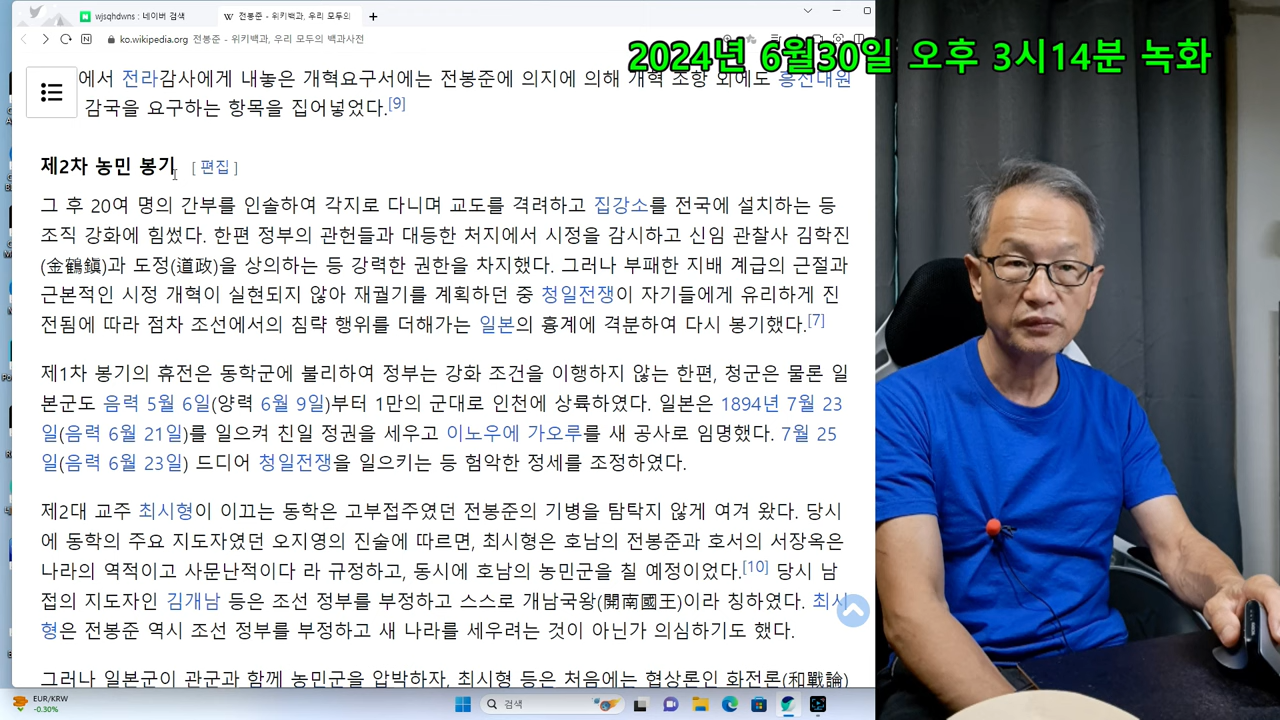 wjsqhdwns : 네이버 검색
전봉준 - 위키백과, 우리 모두의
ko.wikipedia.org 전봉준 - 위키백과, 우리 모두의 백과사전
2024년 6월30일 오후 3시14분 녹화
에서 전라감사에게 내놓은 개혁요구서에는 전봉준에 의지에 의해 개혁 조항 외에도 흥선대원
감국을 요구하는 항목을 집어넣었다.[9]
제2차 농민 봉기 [ 편집 ]
그 후 20여 명의 간부를 인솔하여 각지로 다니며 교도를 격려하고 집강소를 전국에 설치하는 등
조직 강화에 힘썼다. 한편 정부의 관헌들과 대등한 처지에서 시정을 감시하고 신임 관찰사 김학진
(金鶴鎭)과 도정(道政)을 상의하는 등 강력한 권한을 차지했다. 그러나 부패한 지배 계급의 근절과
근본적인 시정 개혁이 실현되지 않아 재궐기를 계획하던 중 청일전쟁이 자기들에게 유리하게 진
전됨에 따라 점차 조선에서의 침략 행위를 더해가는 일본의 흉계에 격분하여 다시 봉기했다.[7]
제1차 봉기의 휴전은 동학군에 불리하여 정부는 강화 조건을 이행하지 않는 한편, 청군은 물론 일
본군도 음력 5월 6일(양력 6월 9일)부터 1만의 군대로 인천에 상륙하였다. 일본은 1894년 7월 23
일(음력 6월 21일)를 일으켜 친일 정권을 세우고 이노우에 가오루를 새 공사로 임명했다. 7월 25
일(음력 6월 23일) 드디어 청일전쟁을 일으키는 등 험악한 정세를 조정하였다.
제2대 교주 최시형이 이끄는 동학은 고부접주였던 전봉준의 기병을 탐탁지 않게 여겨 왔다. 당시
에 동학의 주요 지도자였던 오지영의 진술에 따르면, 최시형은 호남의 전봉준과 호서의 서장옥은
나라의 역적이고 사문난적이다 라 규정하고, 동시에 호남의 농민군을 칠 예정이었다.[10] 당시 남
접의 지도자인 김개남 등은 조선 정부를 부정하고 스스로 개남국왕(開南國王)이라 칭하였다. 최시
형은 전봉준 역시 조선 정부를 부정하고 새 나라를 세우려는 것이 아닌가 의심하기도 했다.
그러나 일본군이 관군과 함께 농민군을 압박하자, 최시형 등은 처음에는 협상론인 화전론(和戰論)
EUR/KRW
-0.30%
검색